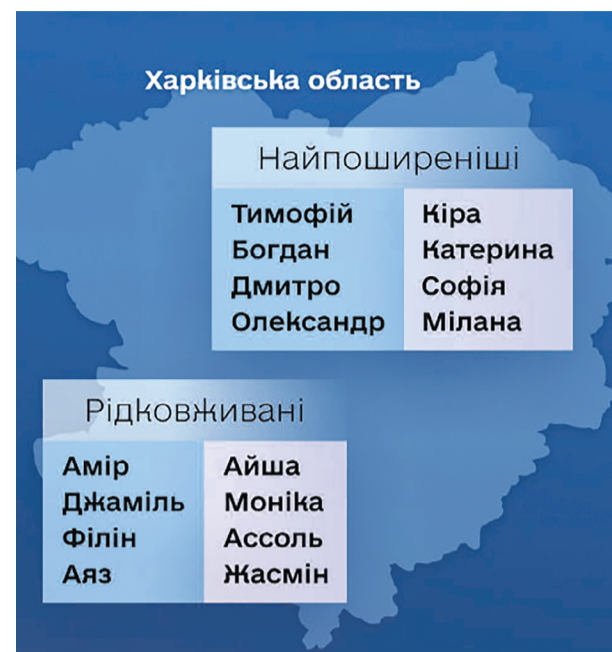 Харківська область
Найпоширеніші
Тимофій
Богдан
Дмитро
Олександр
Кіра
Катерина
Софія
Мілана
Рідковживані
Амір
Джаміль
Філін
Аяз
Айша
Моніка
Ассоль
Жасмін